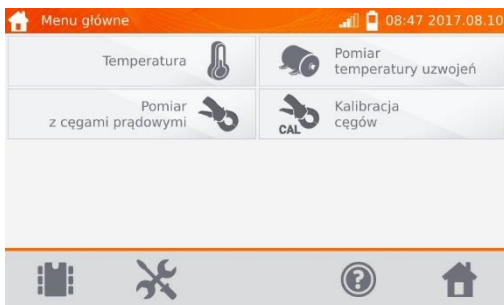 Menu główne
08:47 2017.08.10
Temperatura
Pomiar
temperatury uzwojeń
Pomiar
z cęgami prądowymi
CAL
Kalibracja
cęgów
?